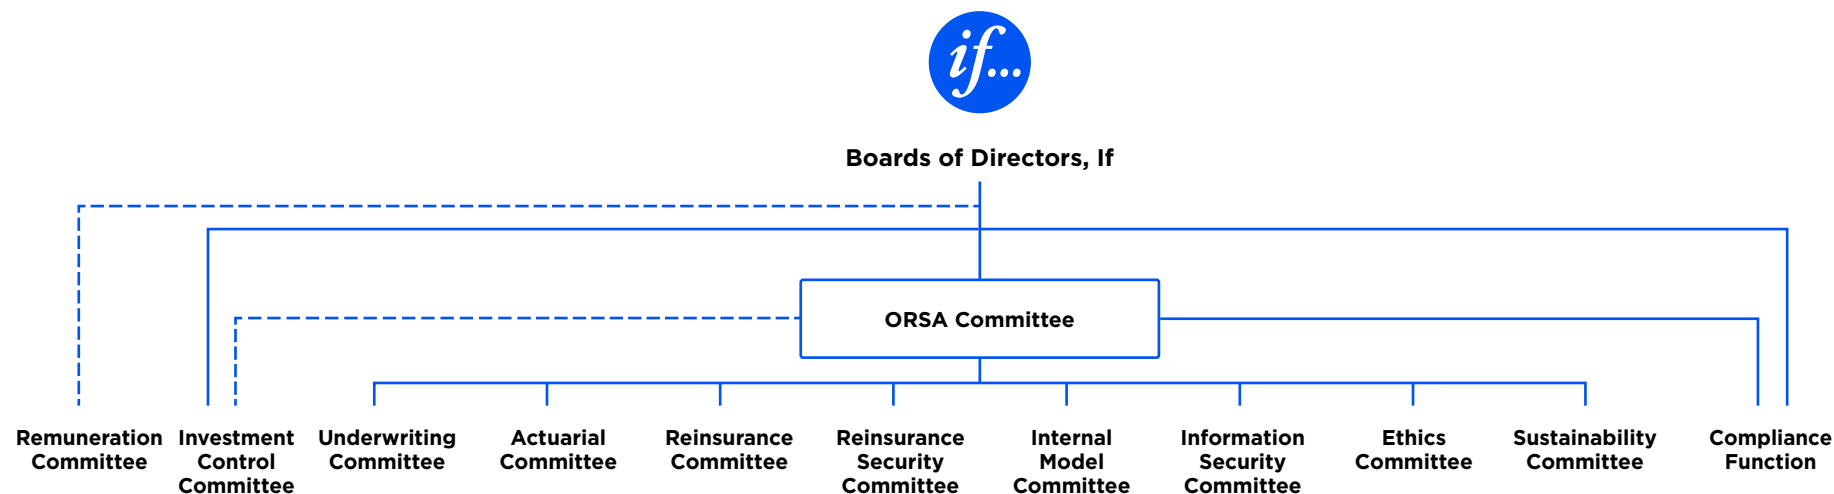 if...
Boards of Directors, If
ORSA Committee
Remuneration
Committee
Investment
Control
Committee
Underwriting
Committee
Actuarial
Committee
Reinsurance
Committee
Reinsurance
Security
Committee
Internal
Model
Committee
Information
Security
Committee
Ethics
Committee
Sustainability
Committee
Compliance
Function